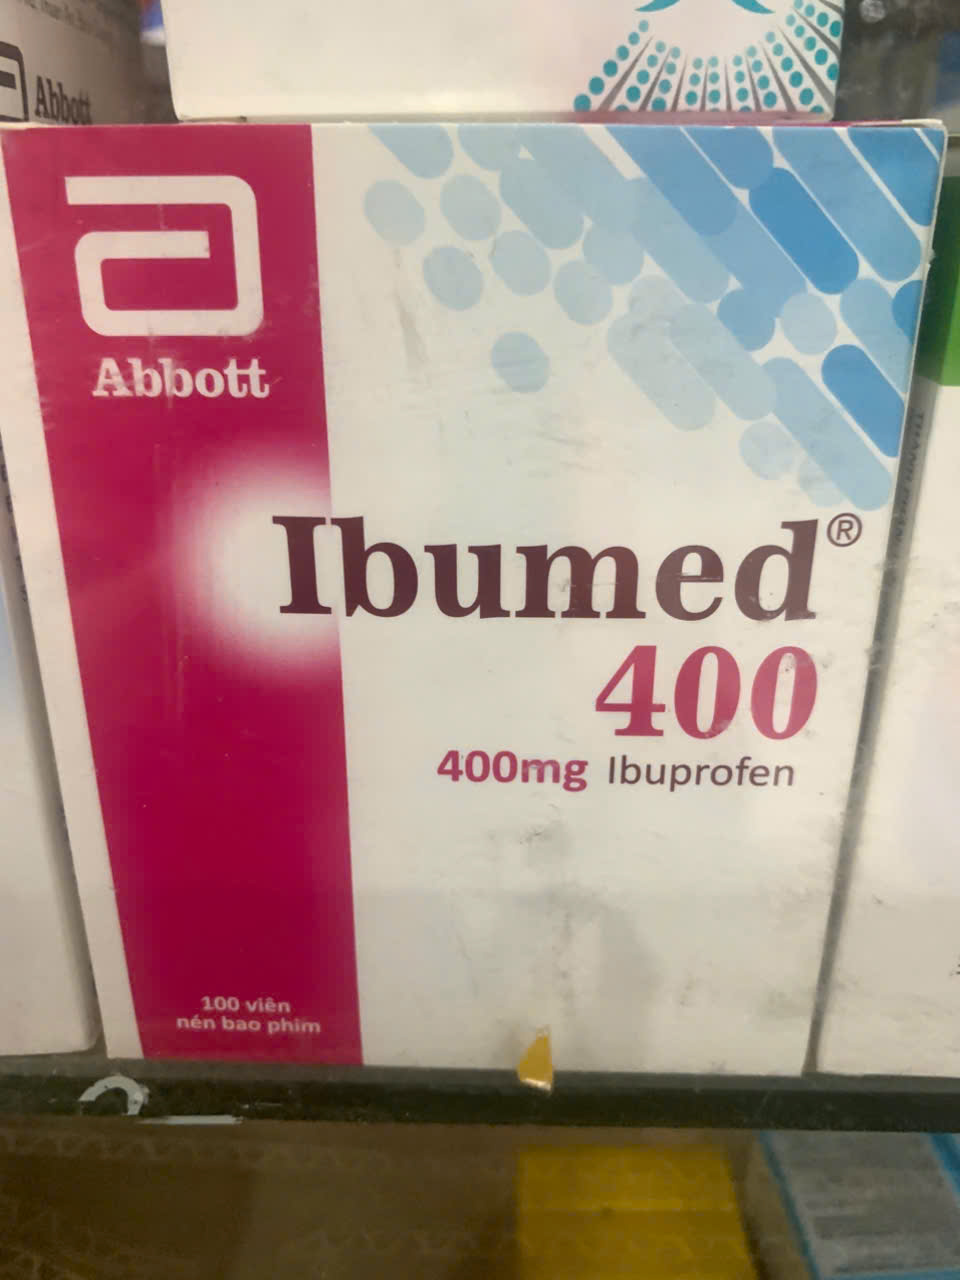 Abbott
Abbott
Ibumed®
400
400mg Ibuprofen
100 viên
nén bao phim